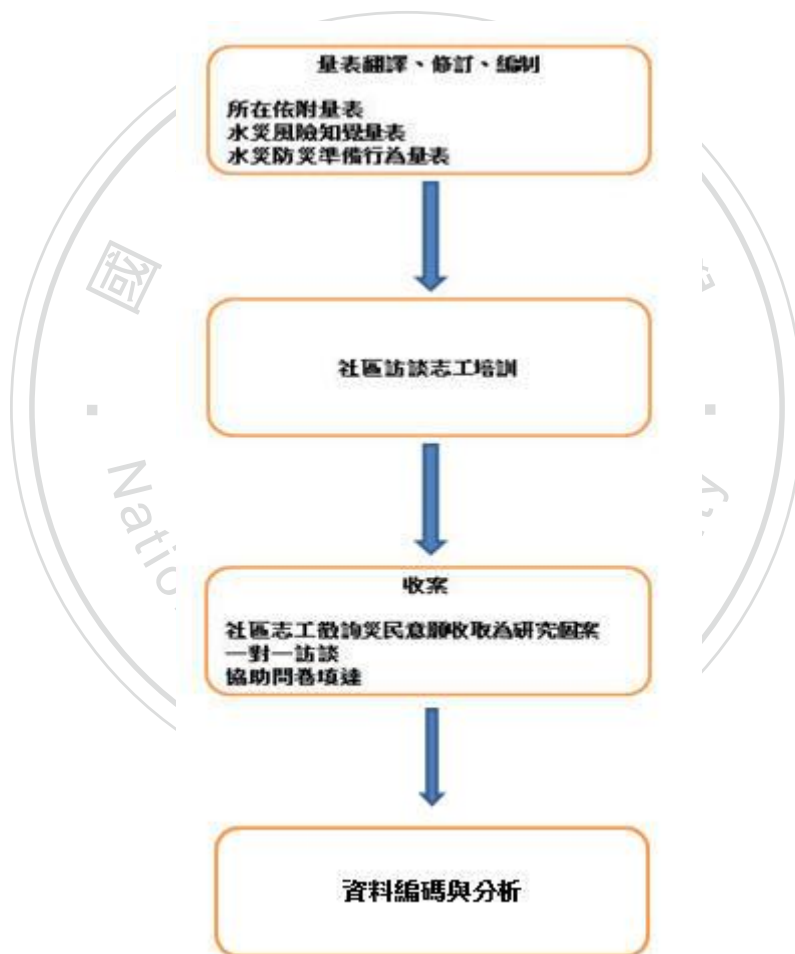 量表翻譯、修訂、編制
所在依附量表
水災風險知覺量表
水災防災準備行為量表
國
社區訪談志工培訓
Natio
收案
社區志工徵詢災民意願收取為研究個案
一對一訪談
協助問卷填達
資料編碼與分析